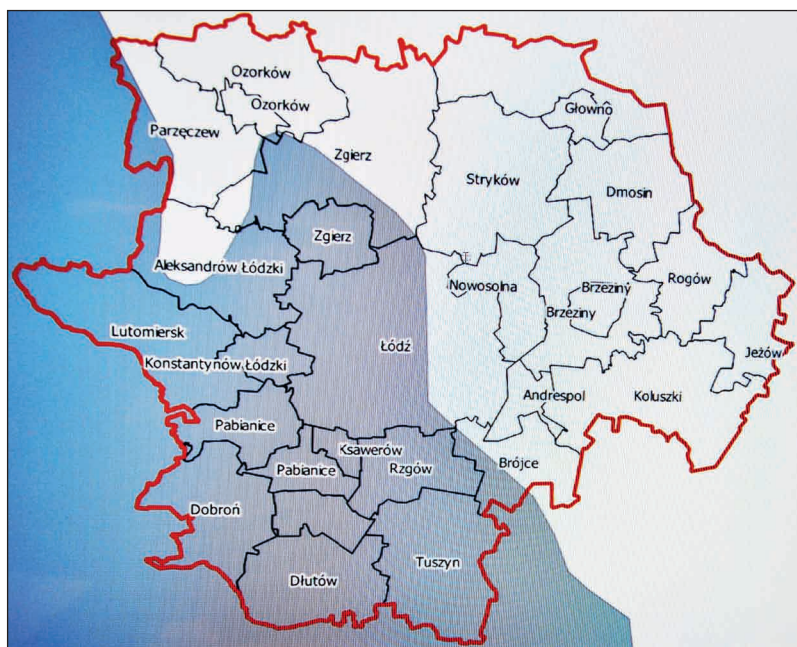 Ozorków
Ozorków
Głowno
Parzęczew
Zgierz
Stryków
Dmosin
Zgierz
Aleksandrów Łódzki
Nowosolna
Brzeziny
Rogów
Brzeziny
Lutomiersk
Łódź
Jeżów
Konstantynów Łódzki
Andrespol
Koluszki
Pabianice
Ksawerów
Pabianice
Rzgów
Brójce
Dobroń
Tuszyn
Dłutów